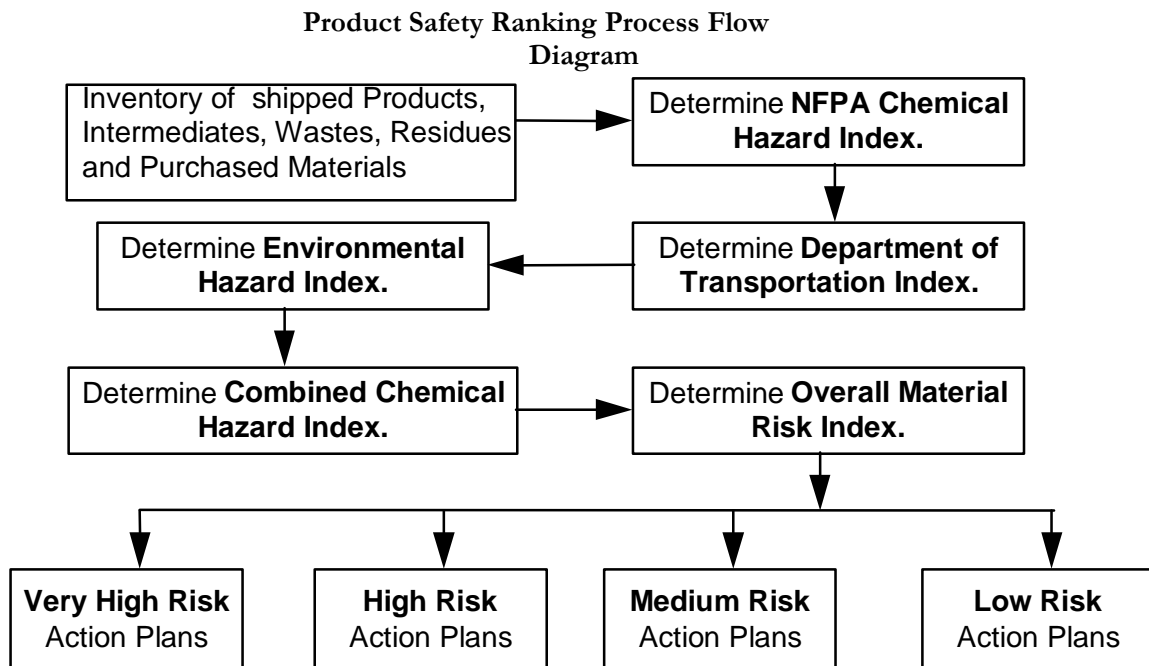 Product Safety Ranking Process Flow
Diagram
Inventory of shipped Products,
Intermediates, Wastes, Residues
and Purchased Materials
Determine NFPA Chemical
Hazard Index.
Determine Environmental
Hazard Index.
Determine Department of
Transportation Index.
Determine Combined Chemical
Hazard Index.
Determine Overall Material
Risk Index.
Very High Risk
Action Plans
High Risk
Action Plans
Medium Risk
Action Plans
Low Risk
Action Plans